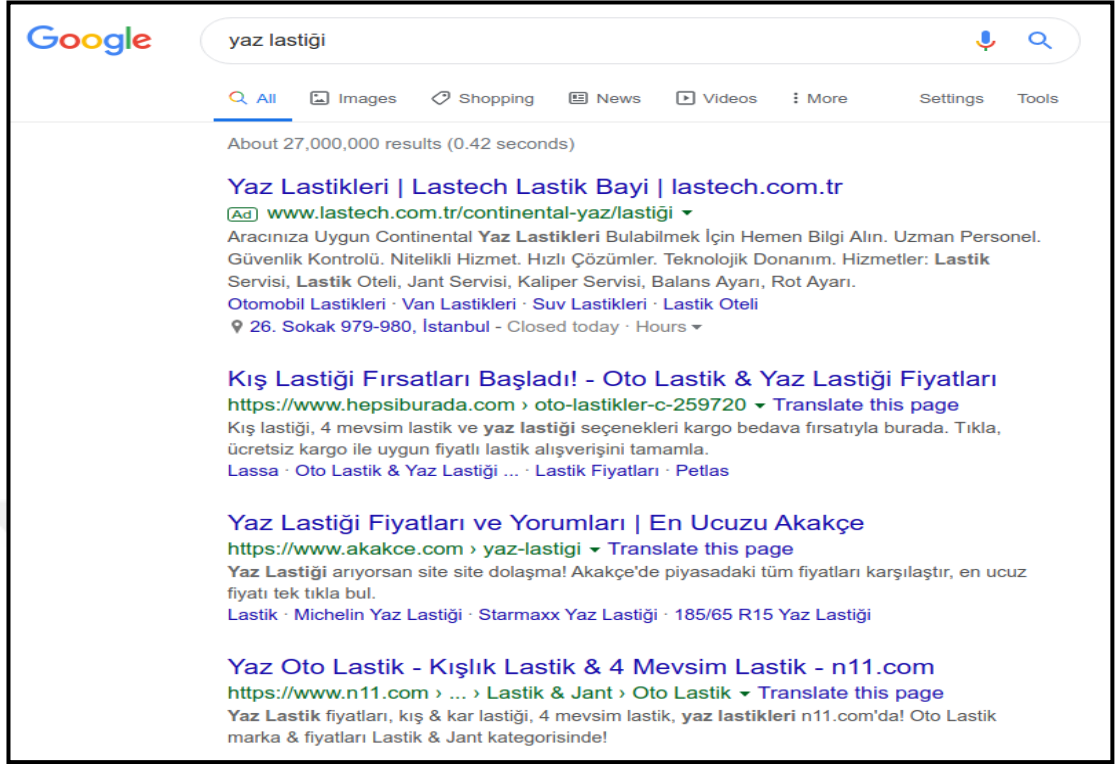 Google
yaz lastiği
All Images Shopping News Videos More Settings Tools
About 27,000,000 results (0.42 seconds)
Yaz Lastikleri | Lastech Lastik Bayi | lastech.com.tr
Ad www.lastech.com.tr/continental-yaz/lastiği
Aracınıza Uygun Continental Yaz Lastikleri Bulabilmek İçin Hemen Bilgi Alın. Uzman Personel.
Güvenlik Kontrolü. Nitelikli Hizmet. Hızlı Çözümler. Teknolojik Donanım. Hizmetler: Lastik
Servisi, Lastik Oteli, Jant Servisi, Kaliper Servisi, Balans Ayarı, Rot Ayarı.
Otomobil Lastikleri · Van Lastikleri · Suv Lastikleri · Lastik Oteli
26. Sokak 979-980, İstanbul - Closed today · Hours
Kış Lastiği Fırsatları Başladı! - Oto Lastik & Yaz Lastiği Fiyatları
https://www.hepsiburada.com › oto-lastikler-c-259720 Translate this page
Kış lastiği, 4 mevsim lastik ve yaz lastiği seçenekleri kargo bedava fırsatıyla burada. Tıkla,
ücretsiz kargo ile uygun fiyatlı lastik alışverişini tamamla.
Lassa · Oto Lastik & Yaz Lastiği ... · Lastik Fiyatları · Petlas
Yaz Lastiği Fiyatları ve Yorumları | En Ucuzu Akakçe
https://www.akakce.com › yaz-lastigi Translate this page
Yaz Lastiği arıyorsan site site dolaşma! Akakçe'de piyasadaki tüm fiyatları karşılaştır, en ucuz
fiyatı tek tıkla bul.
Lastik · Michelin Yaz Lastiği · Starmaxx Yaz Lastiği · 185/65 R15 Yaz Lastiği
Yaz Oto Lastik - Kışlık Lastik & 4 Mevsim Lastik - n11.com
https://www.n11.com › ... › Lastik & Jant › Oto Lastik Translate this page
Yaz Lastik fiyatları, kış & kar lastiği, 4 mevsim lastik, yaz lastikleri n11.com'da! Oto Lastik
marka & fiyatları Lastik & Jant kategorisinde!